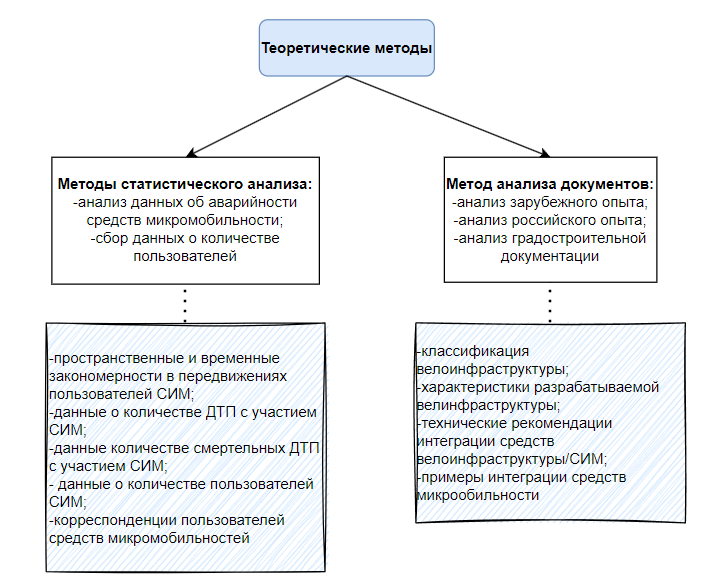 Теоретические методы
Методы статистического анализа:
-анализ данных об аварийности
средств микромобильности;
-сбор данных о количестве
пользователей
Метод анализа документов:
-анализ зарубежного опыта;
-анализ российского опыта;
-анализ градостроительной
документации
-пространственные и временные
закономерности в передвижениях
пользователей СИМ;
-данные о количестве ДТП с участием
СИМ;
-данные количестве смертельных ДТП
с участием СИМ;
- данные о количестве пользователей
СИМ;
-корреспонденции пользователей
средств микромобильностей
-классификация
велоинфраструктуры;
-характеристики разрабатываемой
велинфраструктуры;
-технические рекомендации
интеграции средств
велоинфраструктуры/СИМ;
-примеры интеграции средств
микрообильности